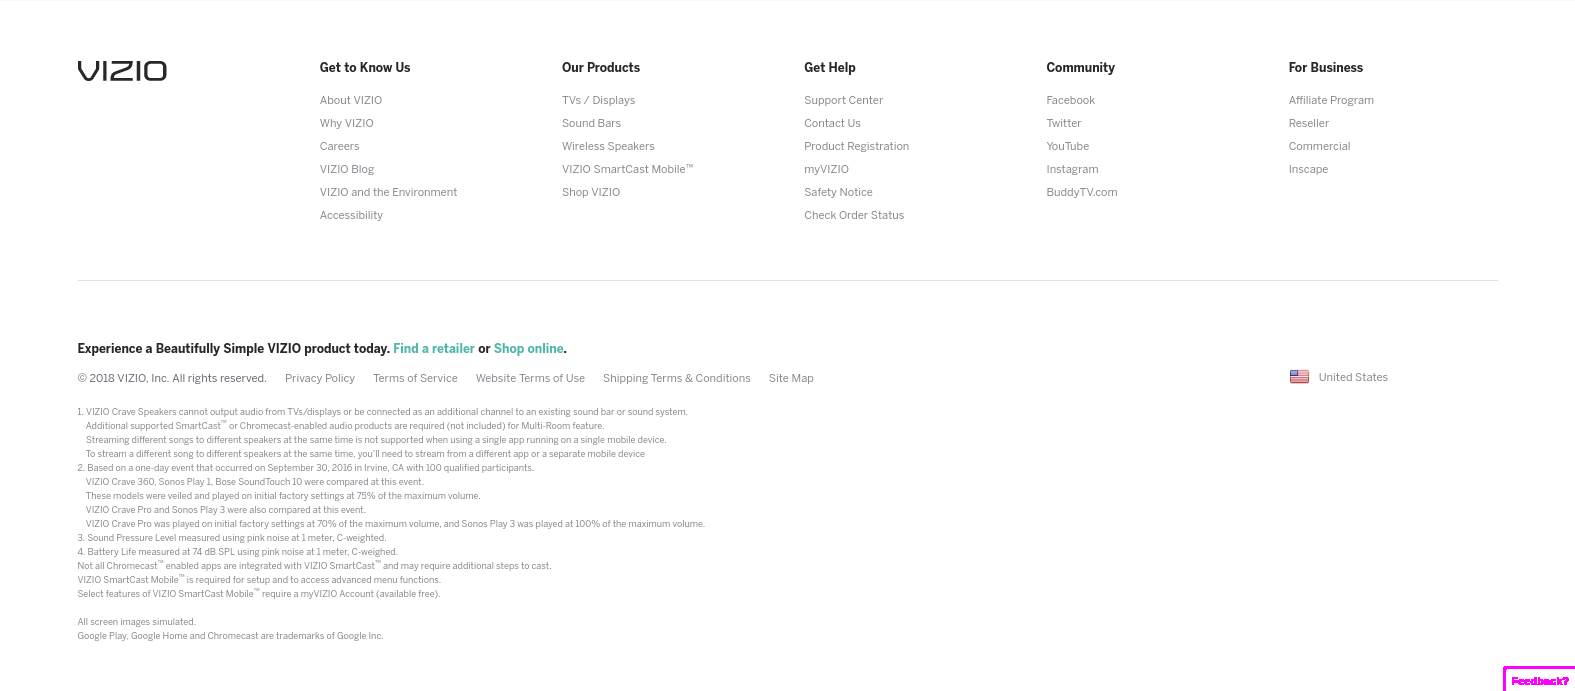 VIZIO
Get to Know Us
About VIZIO
Why VIZIO
Careers
VIZIO Blog
VIZIO and the Environment
Accessibility
Our Products
TVs / Displays
Sound Bars
Wireless Speakers
VIZIO SmartCast Mobile™
Shop VIZIO
Get Help
Support Center
Contact Us
Product Registration
myVIZIO
Safety Notice
Check Order Status
Community
Facebook
Twitter
YouTube
Instagram
BuddyTV.com
For Business
Affiliate Program
Reseller
Commercial
Inscape
Experience a Beautifully Simple VIZIO product today. Find a retailer or Shop online.
© 2018 VIZIO, Inc. All rights reserved. Privacy Policy Terms of Service Website Terms of Use Shipping Terms & Conditions Site Map
United States
1. VIZIO Crave Speakers cannot output audio from TVs/displays or be connected as an additional channel to an existing sound bar or sound system.
Additional supported SmartCast™ or Chromecast-enabled audio products are required (not included) for Multi-Room feature.
Streaming different songs to different speakers at the same time is not supported when using a single app running on a single mobile device.
To stream a different song to different speakers at the same time, you'll need to stream from a different app or a separate mobile device
2. Based on a one-day event that occurred on September 30, 2016 in Irvine, CA with 100 qualified participants.
VIZIO Crave 360, Sonos Play 1, Bose SoundTouch 10 were compared at this event.
These models were veiled and played on initial factory settings at 75% of the maximum volume.
VIZIO Crave Pro and Sonos Play 3 were also compared at this event.
VIZIO Crave Pro was played on initial factory settings at 70% of the maximum volume, and Sonos Play 3 was played at 100% of the maximum volume.
3. Sound Pressure Level measured using pink noise at 1 meter, C-weighted.
4. Battery Life measured at 74 dB SPL using pink noise at 1 meter, C-weighed.
Not all Chromecast™ enabled apps are integrated with VIZIO SmartCast™ and may require additional steps to cast.
VIZIO SmartCast Mobile™ is required for setup and to access advanced menu functions.
Select features of VIZIO SmartCast Mobile™ require a myVIZIO Account (available free).
All screen images simulated.
Google Play, Google Home and Chromecast are trademarks of Google Inc.
Feedback?